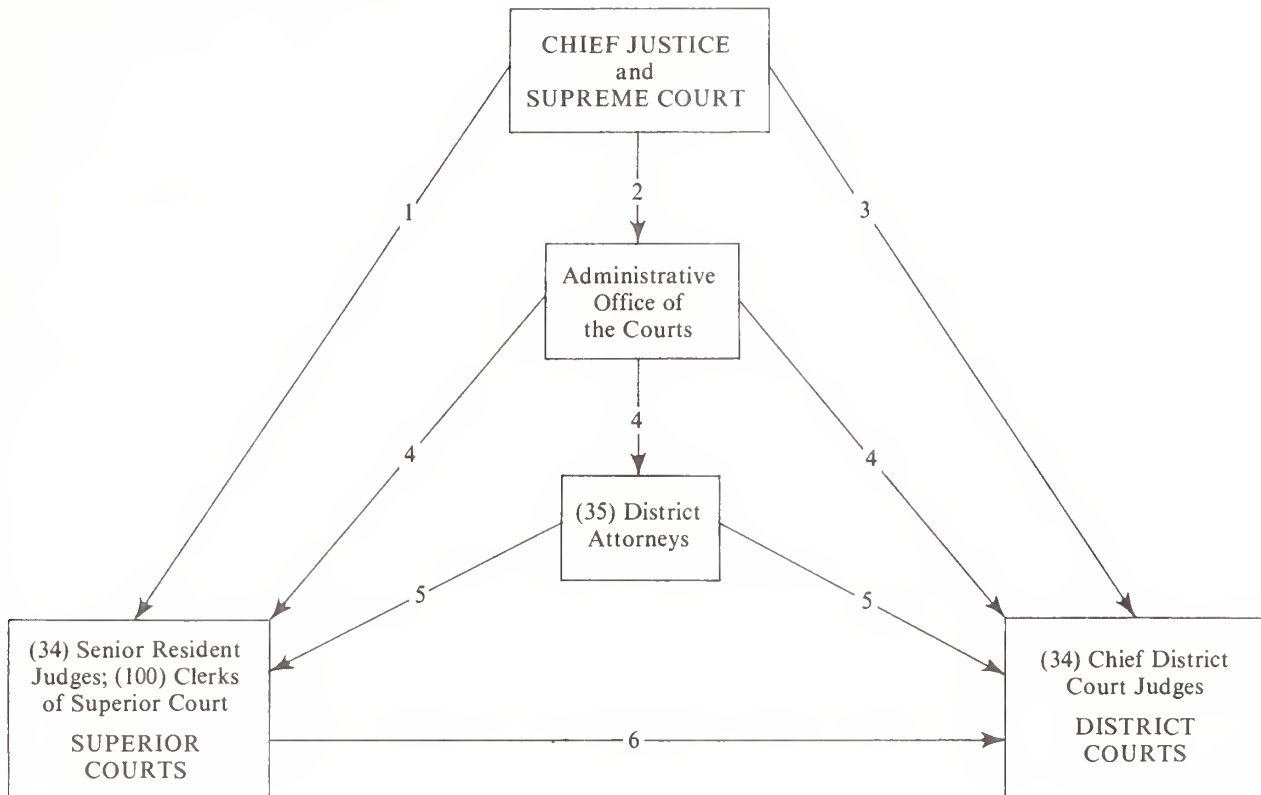 CHIEF JUSTICE
and
SUPREME COURT
2
1
3
Administrative
Office of
the Courts
4
4
4
(35) District
Attorneys
5
5
(34) Senior Resident
Judges; (100) Clerks
of Superior Court
SUPERIOR
COURTS
6
(34) Chief District
Court Judges
DISTRICT
COURTS